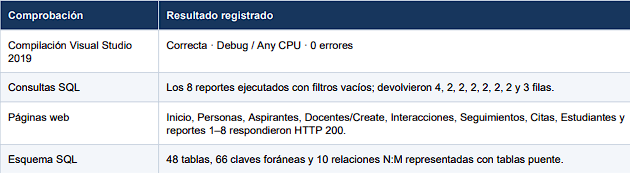 Comprobación Resultado registrado
Compilación Visual Studio Correcta · Debug / Any CPU · 0 errores
2019
Consultas SQL Los 8 reportes ejecutados con filtros vacíos; devolvieron 4, 2, 2, 2, 2, 2, 2 y 3 filas.
Páginas web Inicio, Personas, Aspirantes, Docentes/Create, Interacciones, Seguimientos, Citas, Estudiantes y
reportes 1–8 respondieron HTTP 200.
Esquema SQL 48 tablas, 66 claves foráneas y 10 relaciones N:M representadas con tablas puente.